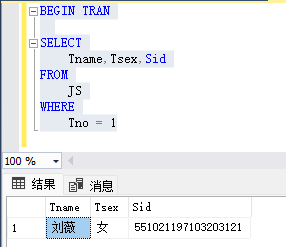 BEGIN TRAN
SELECT
Tname,Tsex,Sid
FROM
JS
WHERE
Tno = 1
100 %
结果 消息
Tname Tsex Sid
1 刘薇 女 551021197103203121